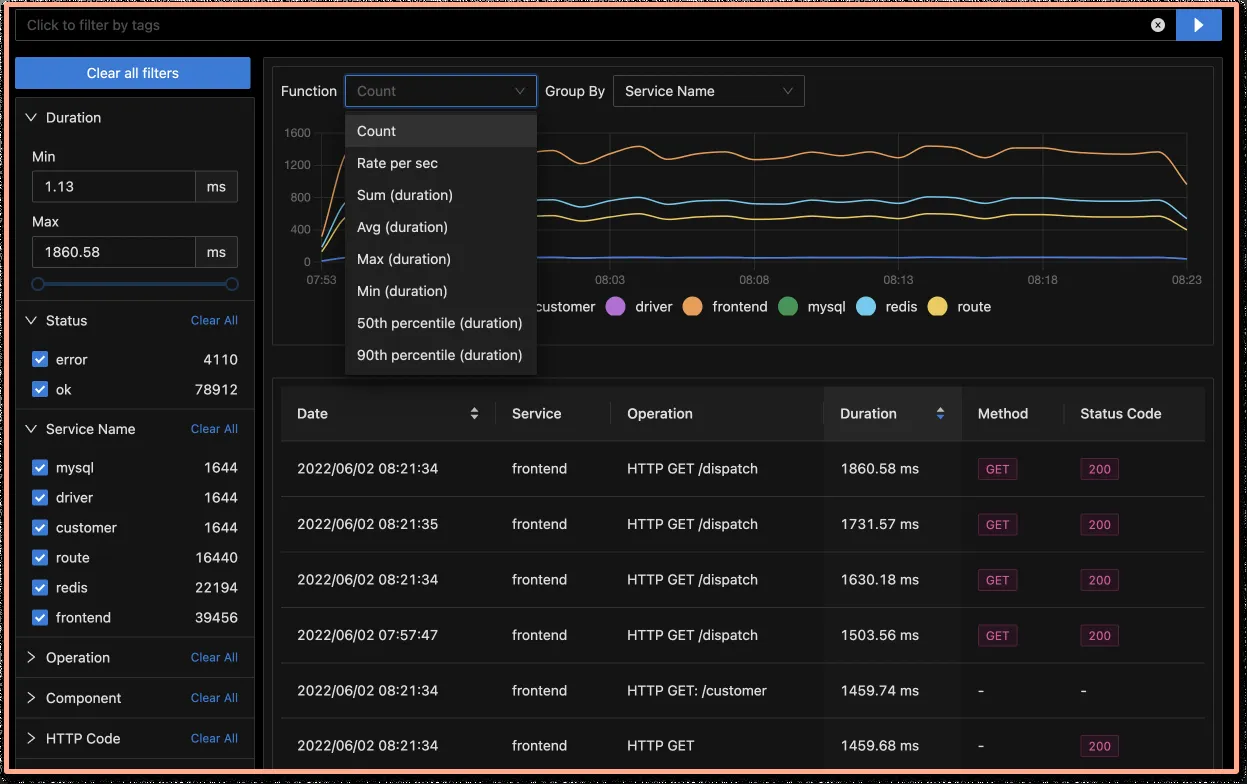 Click to filter by tags
Clear all filters
Duration
Min
1.13 ms
Max
1860.58 ms
Status Clear All
error 4110
ok 78912
Service Name Clear All
mysql 1644
driver 1644
customer 1644
route 16440
redis 22194
frontend 39456
Operation Clear All
Component Clear All
HTTP Code Clear All
Function Count Group By Service Name
Count
Rate per sec
Sum (duration)
Avg (duration)
Max (duration)
Min (duration)
50th percentile (duration)
90th percentile (duration)
1600
1200
800
400
0
07:53 08:03 08:08 08:13 08:18 08:23
customer driver frontend mysql redis route
Date Service Operation Duration Method Status Code
2022/06/02 08:21:34 frontend HTTP GET /dispatch 1860.58 ms GET 200
2022/06/02 08:21:35 frontend HTTP GET /dispatch 1731.57 ms GET 200
2022/06/02 08:21:34 frontend HTTP GET /dispatch 1630.18 ms GET 200
2022/06/02 07:57:47 frontend HTTP GET /dispatch 1503.56 ms GET 200
2022/06/02 08:21:34 frontend HTTP GET: /customer 1459.74 ms - -
2022/06/02 08:21:34 frontend HTTP GET 1459.68 ms - 200